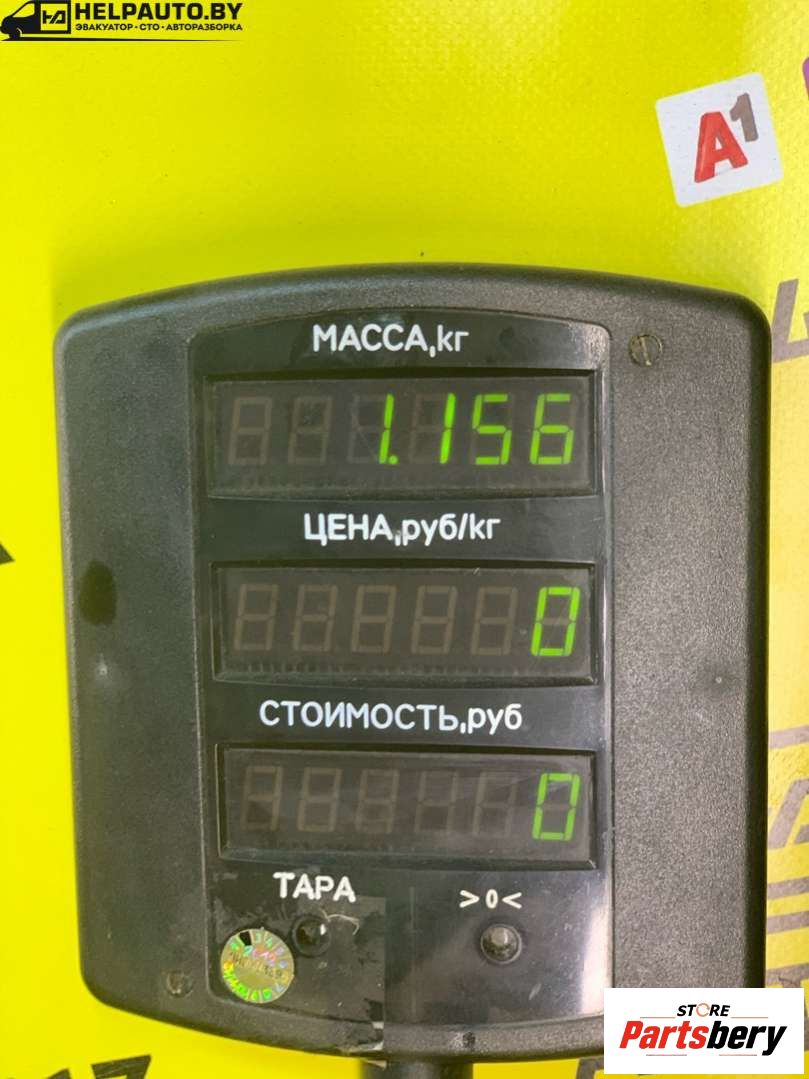 HELPAUTO.BY
ЭВАКУАТОР • СТО • АВТОРАЗБОРКА
A1
МАССА,кг
1.156
ЦЕНА,руб/кг
0
СТОИМОСТЬ,руб
0
ТАРА
>0<
STORE
Partsbery